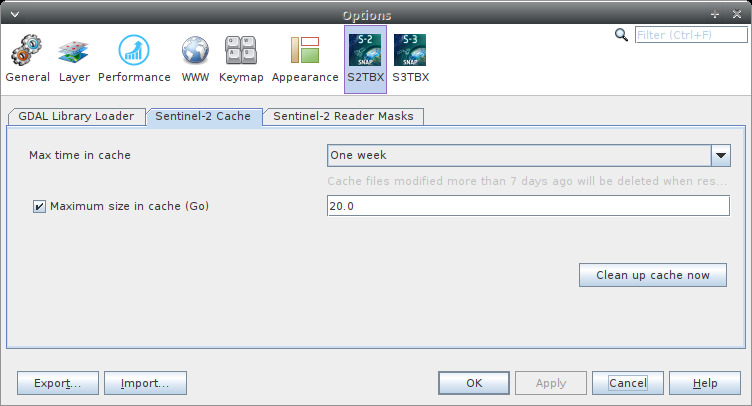 Options
Filter (Ctrl+F)
S-2 SNAP S-3 SNAP
General Layer Performance WWW Keymap Appearance S2TBX S3TBX
GDAL Library Loader Sentinel-2 Cache Sentinel-2 Reader Masks
Max time in cache One week
Cache files modified more than 7 days ago will be deleted when res...
Maximum size in cache (Go) 20.0
Clean up cache now
Export... Import... OK Apply Cancel Help